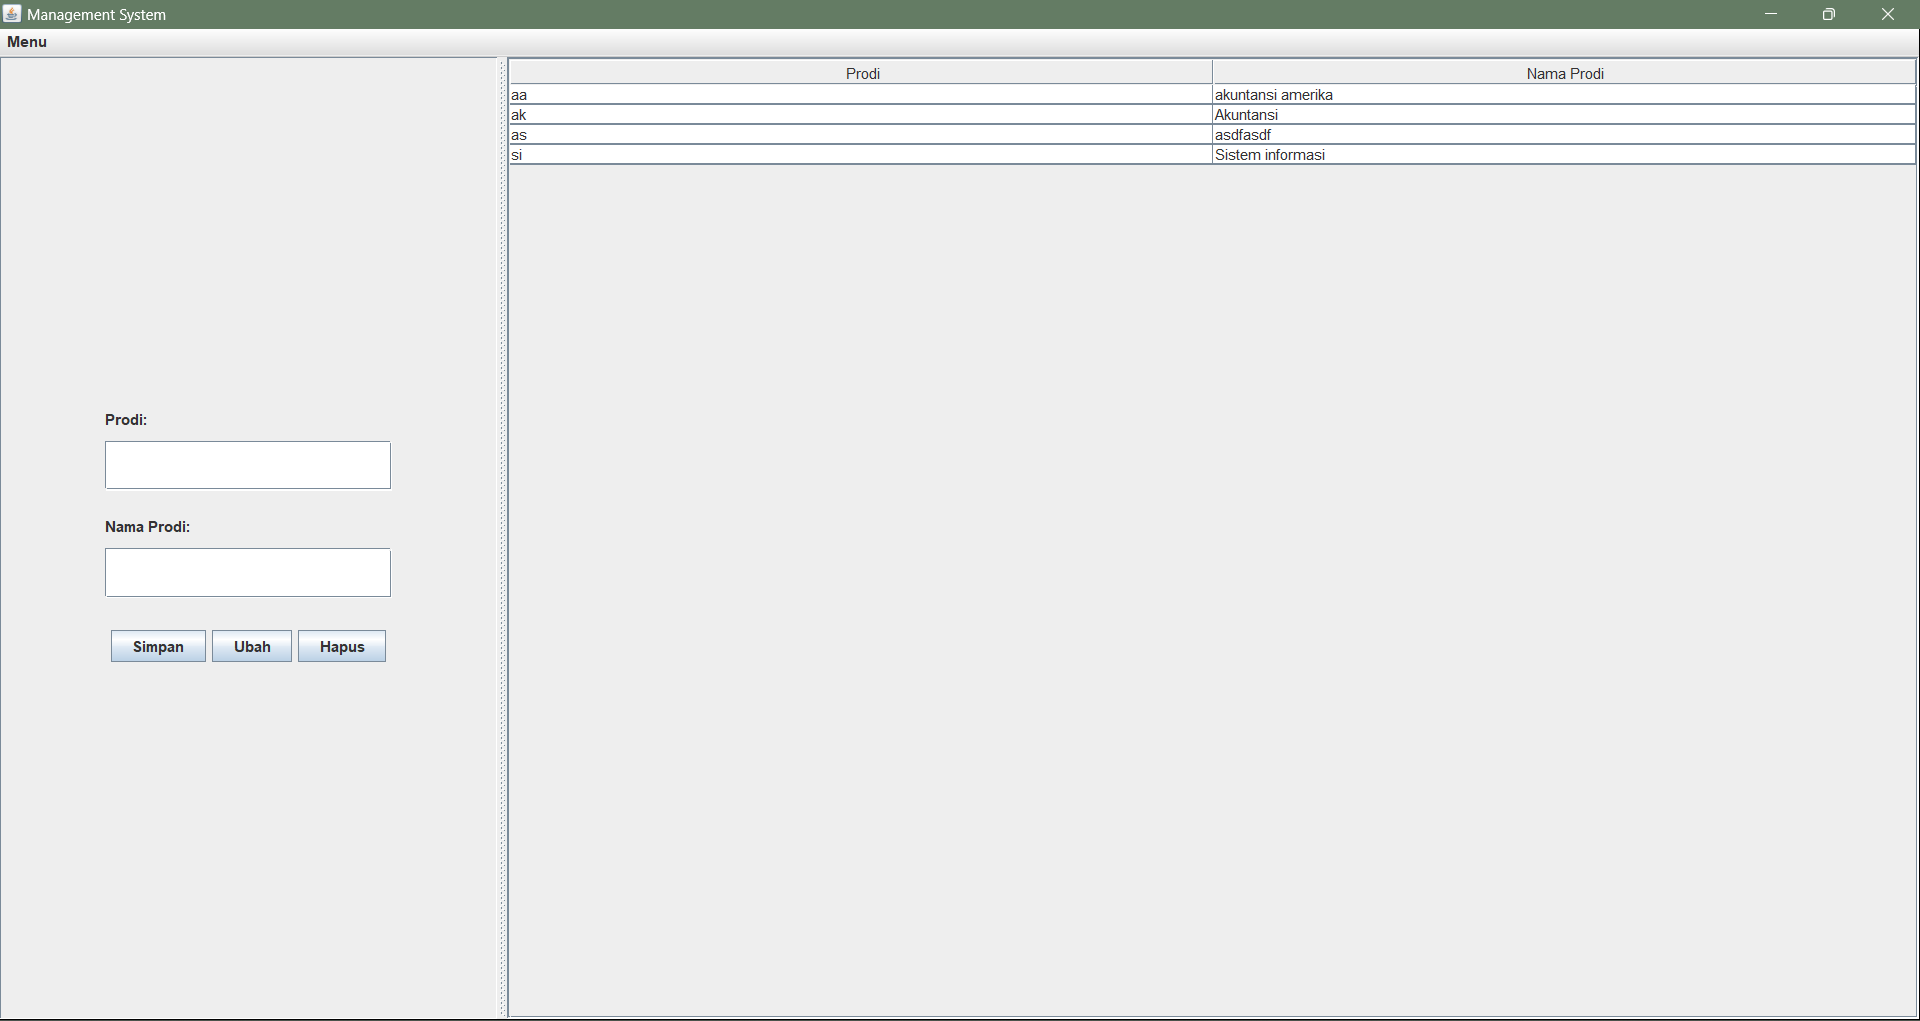 Management System
Menu
Prodi:
Nama Prodi:
Simpan Ubah Hapus
Prodi Nama Prodi
aa akuntansi amerika
ak Akuntansi
as asdfasdf
si Sistem informasi